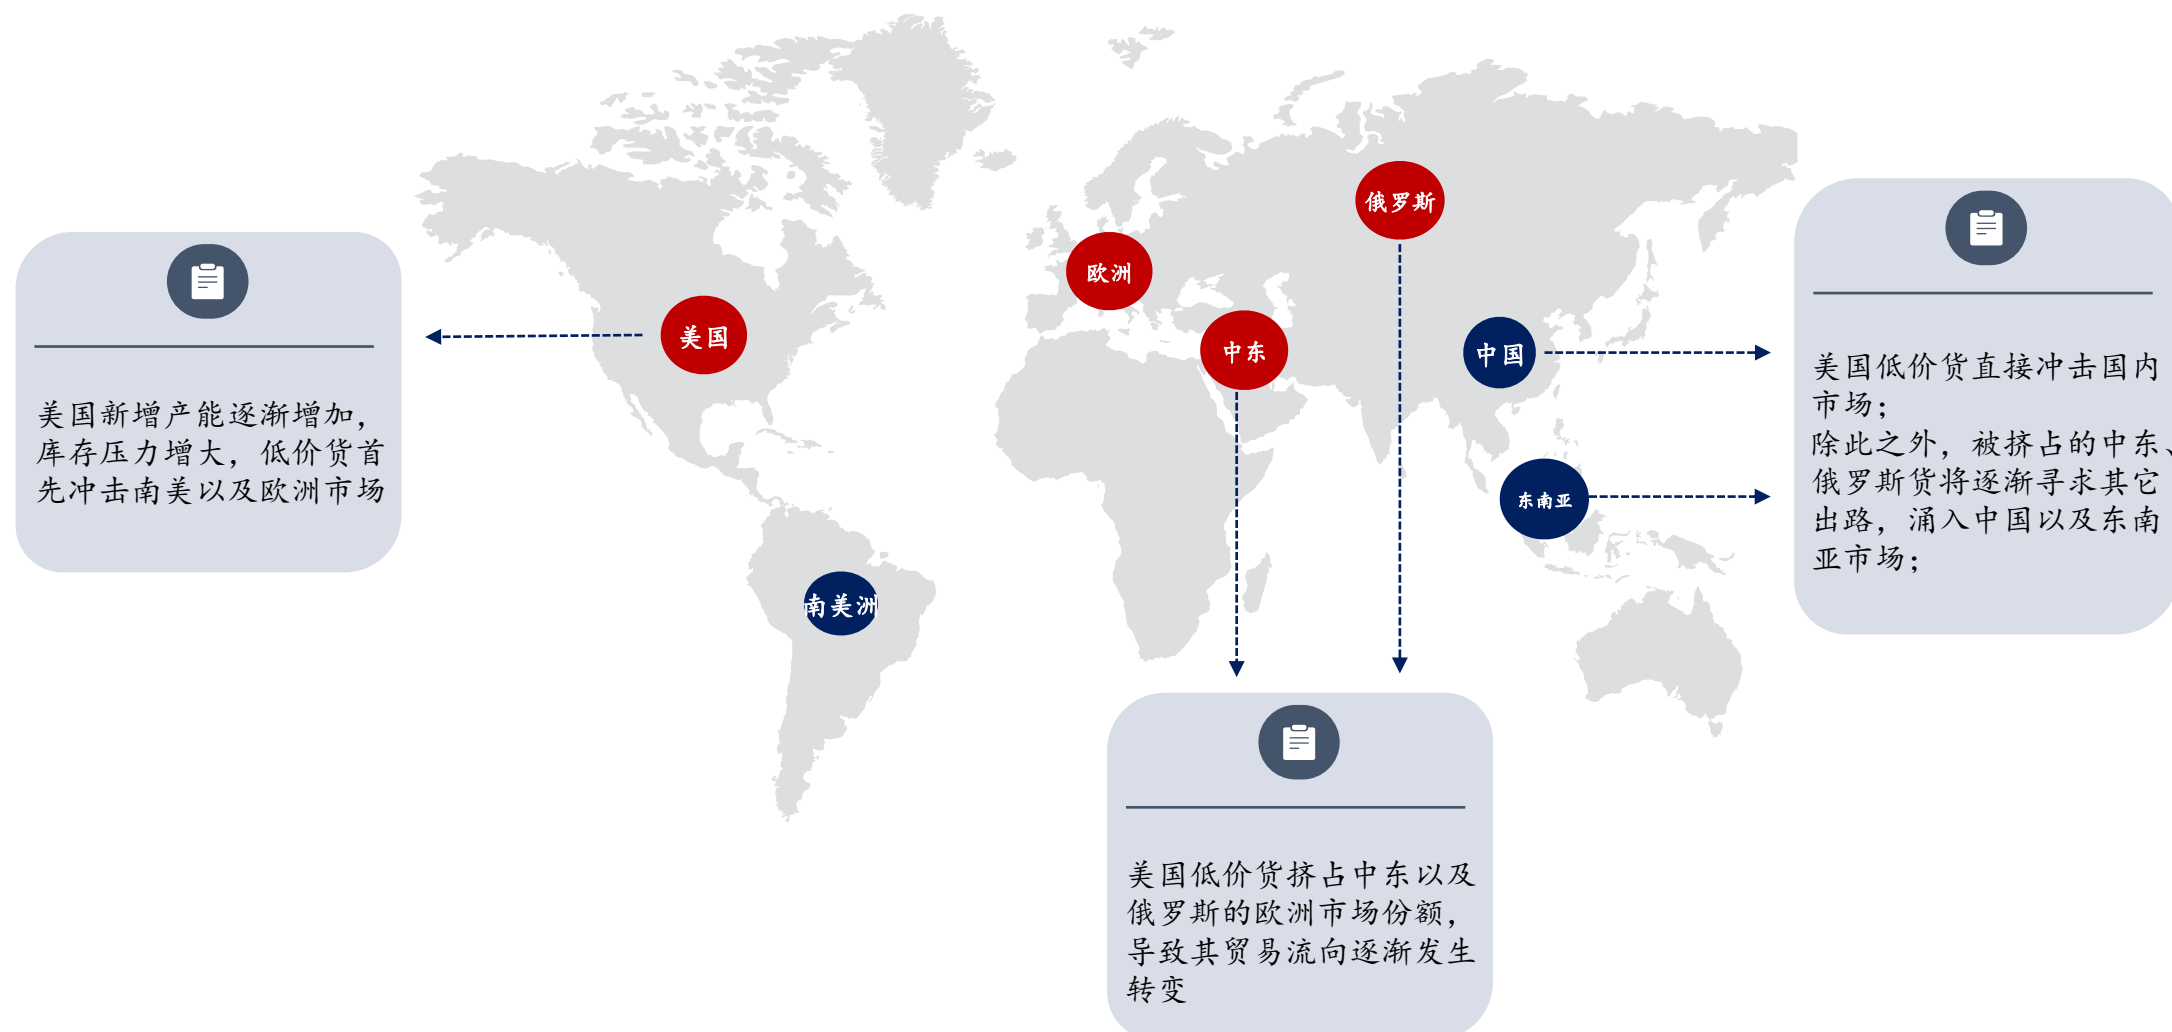 俄罗斯
欧洲
美国
中东
中国
东南亚
南美洲
美国新增产能逐渐增加，
库存压力增大，低价货首
先冲击南美以及欧洲市场
美国低价货直接冲击国内
市场；
除此之外，被挤占的中东、
俄罗斯货将逐渐寻求其它
出路，涌入中国以及东南
亚市场；
美国低价货挤占中东以及
俄罗斯的欧洲市场份额，
导致其贸易流向逐渐发生
转变